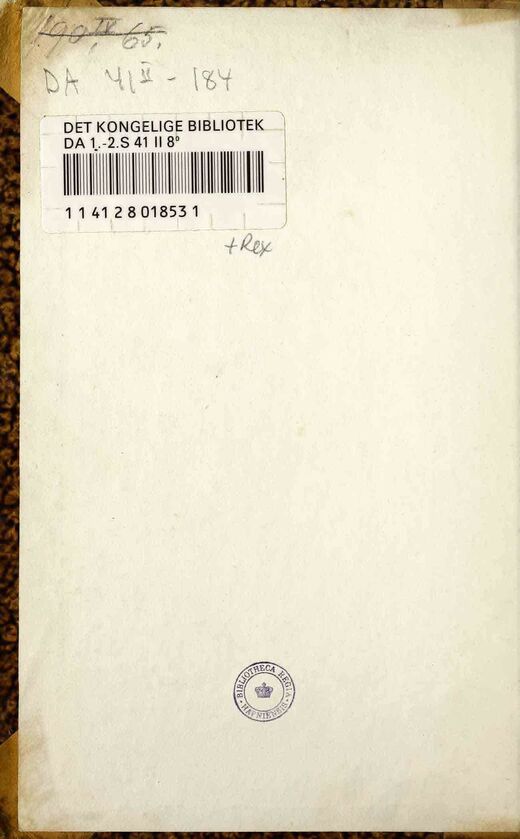 190, IV 65.
DA 41 II - 184
DET KONGELIGE BIBLIOTEK
DA 1.-2.S 41 II 8°
1 1 41 2 8 01853 1
+Rex
BIBLIOTHECA REGIA
HAFNIENSIS